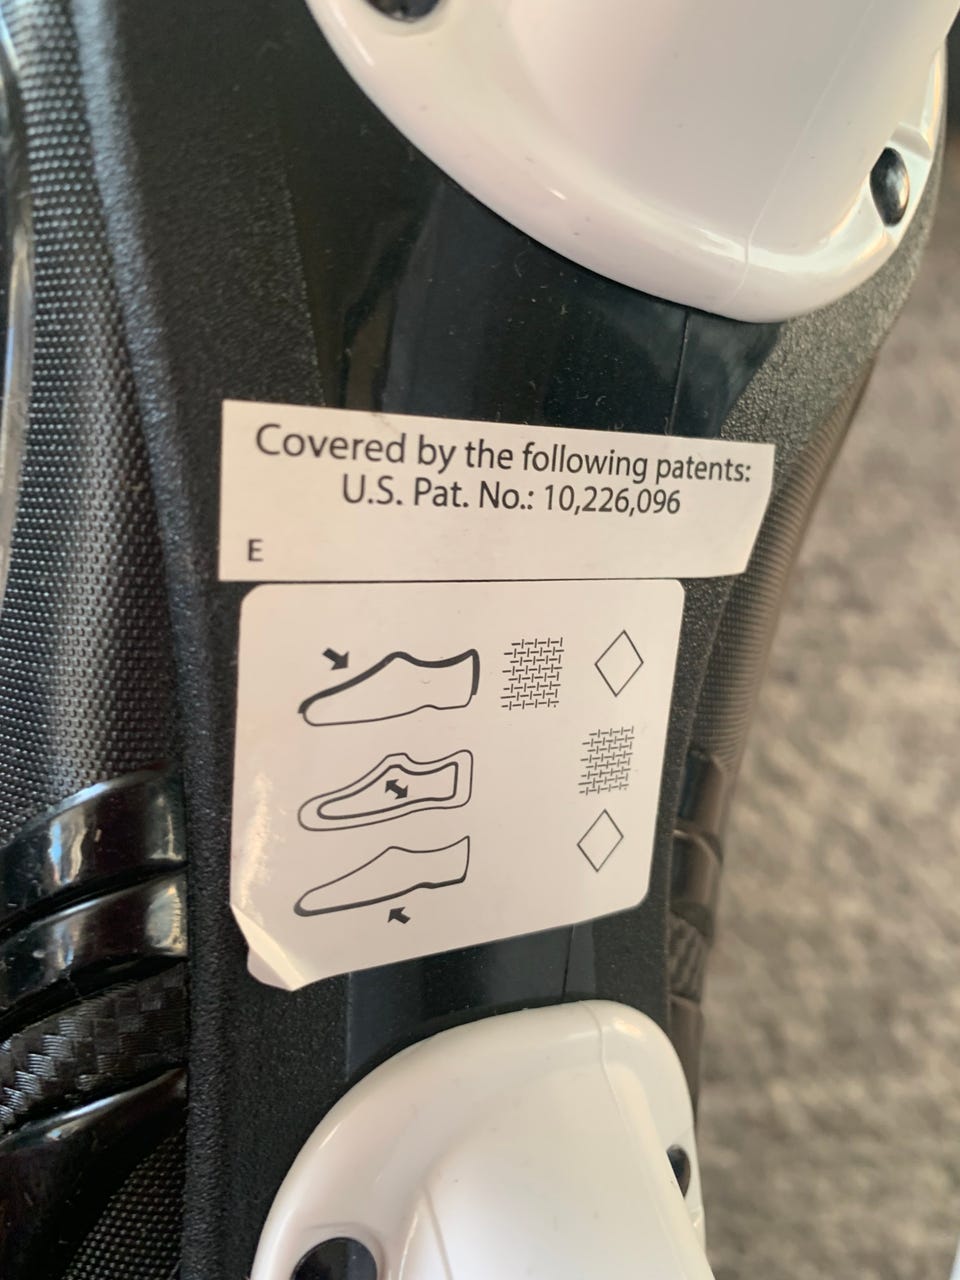 Covered by the following patents:
U.S. Pat. No.: 10,226,096
E